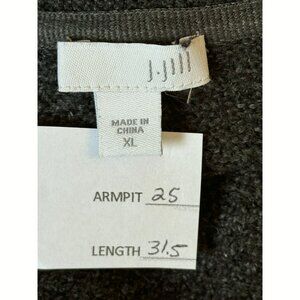 j.jill
MADE IN
CHINA
XL
ARMPIT 25
LENGTH 31.5